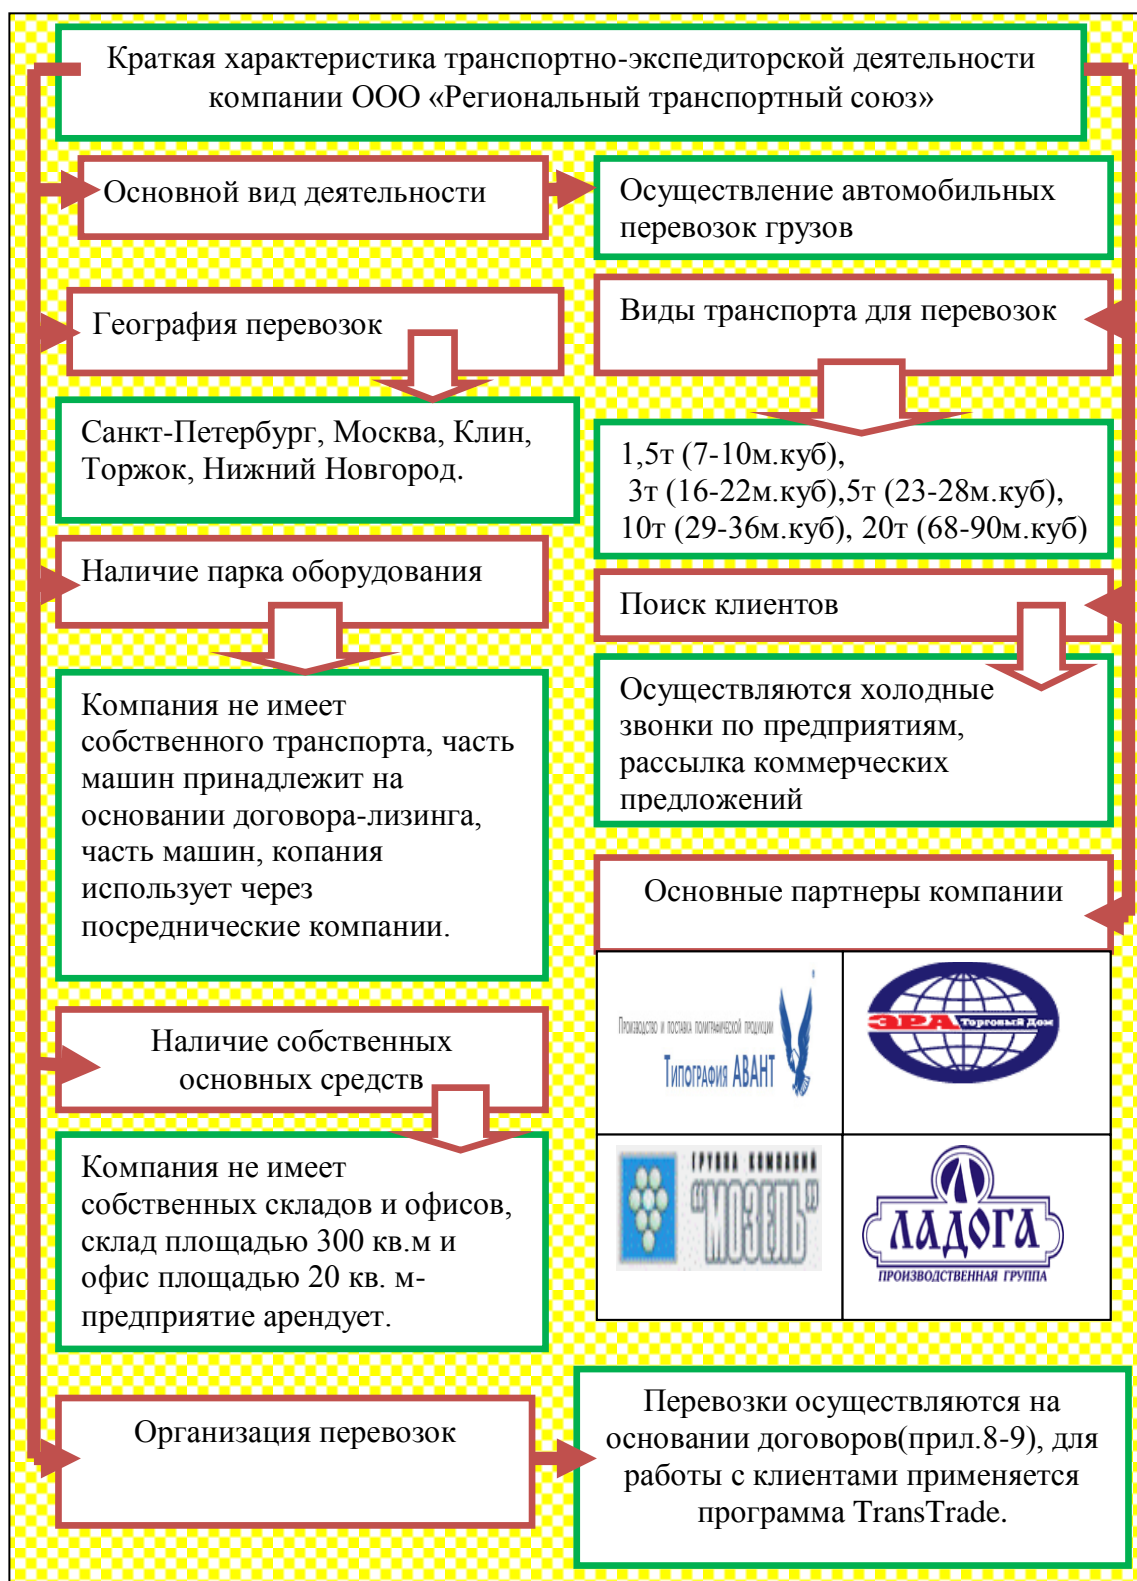 Краткая характеристика транспортно-экспедиторской деятельности
компании ООО «Региональный транспортный союз»
Основной вид деятельности
Осуществление автомобильных
перевозок грузов
География перевозок
Санкт-Петербург, Москва, Клин,
Торжок, Нижний Новгород.
Виды транспорта для перевозок
1,5т (7-10м.куб),
3т (16-22м.куб),5т (23-28м.куб),
10т (29-36м.куб), 20т (68-90м.куб)
Наличие парка оборудования
Компания не имеет
собственного транспорта, часть
машин принадлежит на
основании договора-лизинга,
часть машин, копания
использует через
посреднические компании.
Поиск клиентов
Осуществляются холодные
звонки по предприятиям,
рассылка коммерческих
предложений
Основные партнеры компании
Производство и поставка полиграфической продукции
®
Типография АВАНТ
ЭРА Торговый Дом
ГРУППА КОМПАНИЙ
"МОЗЕЛЬ"
ЛАДОГА
ПРОИЗВОДСТВЕННАЯ ГРУППА
Наличие собственных
основных средств
Компания не имеет
собственных складов и офисов,
склад площадью 300 кв.м и
офис площадью 20 кв. м-
предприятие арендует.
Организация перевозок
Перевозки осуществляются на
основании договоров(прил.8-9), для
работы с клиентами применяется
программа TransTrade.